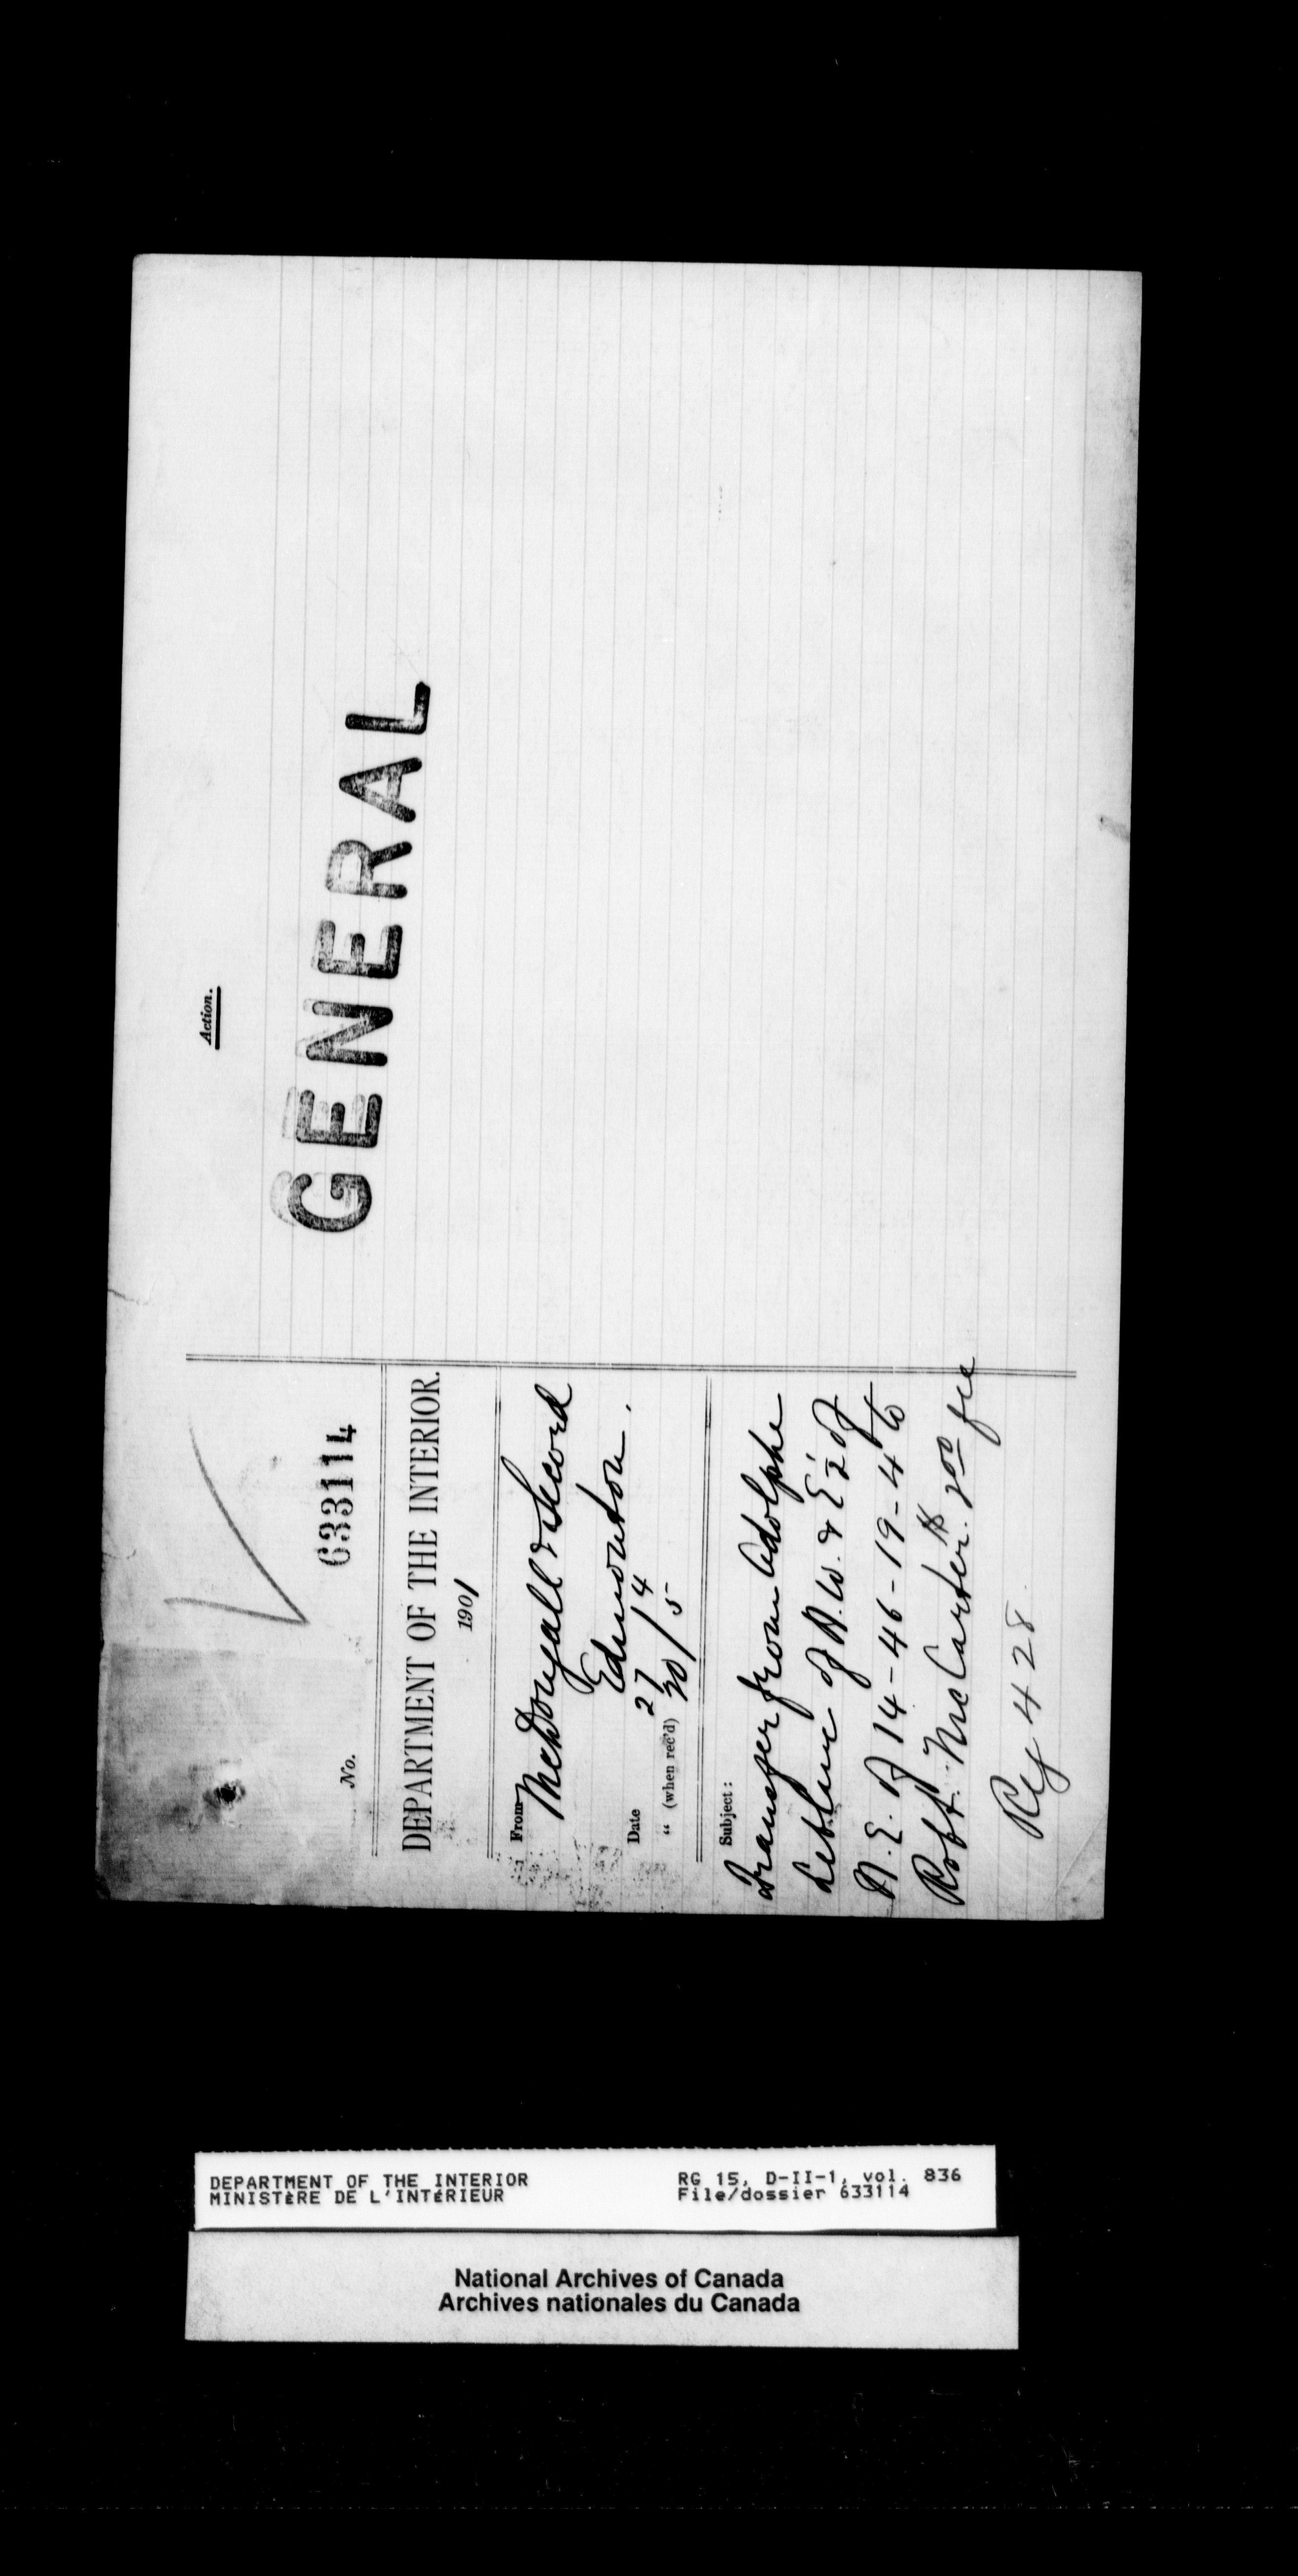 No. 633114
DEPARTMENT OF THE INTERIOR.
1901
From McDougall & Secord
Edmonton.
Date 27/4
" (when rec'd) 20/5
Subject:
Transfer from Adolphe
Leblanc of N.W. & E ½ of
N.E. of 14-46-19-4 to
Robt. McCarter. $2.00 fee
Reg 428
Action.
GENERAL
DEPARTMENT OF THE INTERIOR
MINISTÈRE DE L'INTÉRIEUR
RG 15, D-II-1, vol. 836
File/dossier 633114
National Archives of Canada
Archives nationales du Canada